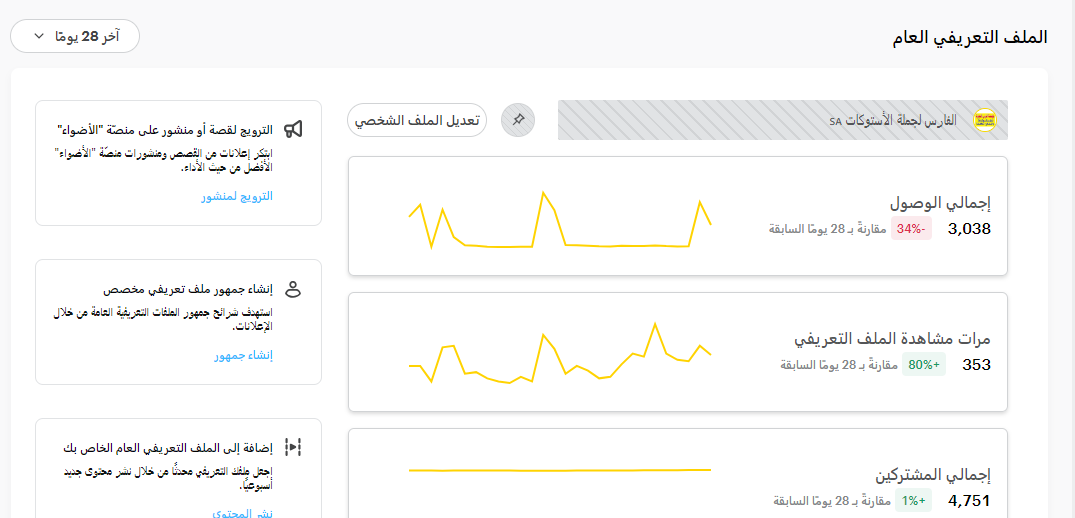 الملف التعريفي العام
آخر 28 يومًا
الفارس لجملة الأستوكات SA
تعديل الملف الشخصي
إجمالي الوصول
3,038 -34% مقارنةً بـ 28 يومًا السابقة
مرات مشاهدة الملف التعريفي
353 +80% مقارنةً بـ 28 يومًا السابقة
إجمالي المشتركين
4,751 +1% مقارنةً بـ 28 يومًا السابقة
الترويج لقصة أو منشور على منصّة "الأضواء"
ابتكر إعلانات من القصص ومنشورات منصّة "الأضواء"
الأفضل من حيث الأداء.
الترويج لمنشور
إنشاء جمهور ملف تعريفي مخصص
استهدف شرائح جمهور الملفات التعريفية العامة من خلال
الإعلانات.
إنشاء جمهور
إضافة إلى الملف التعريفي العام الخاص بك
اجعل ملفك التعريفي محدثًا من خلال نشر محتوى جديد
أسبوعيًا.
نشر المحتوى